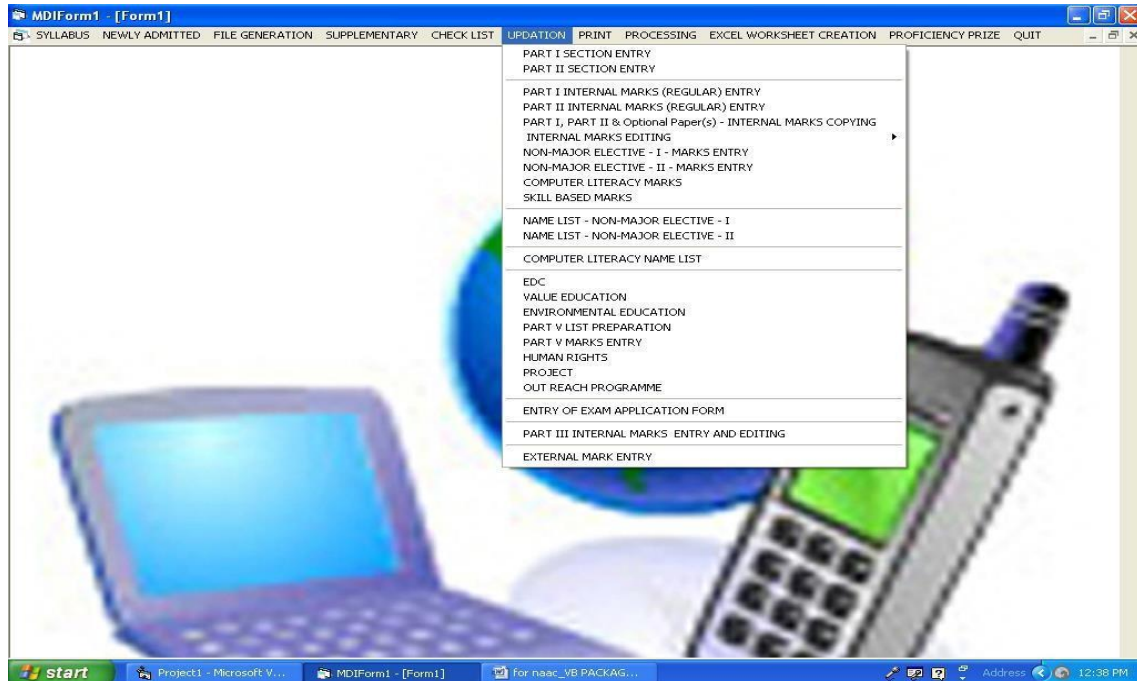 MDIForm1 - [Form1]
SYLLABUS NEWLY ADMITTED FILE GENERATION SUPPLEMENTARY CHECK LIST UPDATION PRINT PROCESSING EXCEL WORKSHEET CREATION PROFICIENCY PRIZE QUIT
PART I SECTION ENTRY
PART II SECTION ENTRY
PART I INTERNAL MARKS (REGULAR) ENTRY
PART II INTERNAL MARKS (REGULAR) ENTRY
PART I, PART II & Optional Paper(s) - INTERNAL MARKS COPYING
INTERNAL MARKS EDITING
NON-MAJOR ELECTIVE - I - MARKS ENTRY
NON-MAJOR ELECTIVE - II - MARKS ENTRY
COMPUTER LITERACY MARKS
SKILL BASED MARKS
NAME LIST - NON-MAJOR ELECTIVE - I
NAME LIST - NON-MAJOR ELECTIVE - II
COMPUTER LITERACY NAME LIST
EDC
VALUE EDUCATION
ENVIRONMENTAL EDUCATION
PART V LIST PREPARATION
PART V MARKS ENTRY
HUMAN RIGHTS
PROJECT
OUT REACH PROGRAMME
ENTRY OF EXAM APPLICATION FORM
PART III INTERNAL MARKS ENTRY AND EDITING
EXTERNAL MARK ENTRY
start Project1 - Microsoft V... MDIForm1 - [Form1] for naac_VB PACKAG... Address 12:38 PM